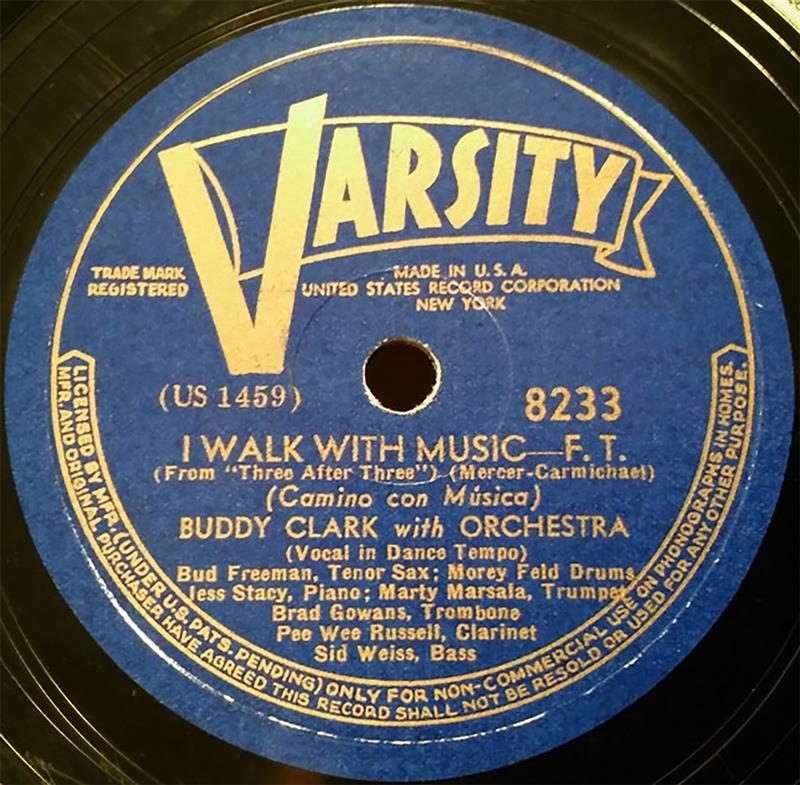 VARSITY
TRADE MARK
REGISTERED
MADE IN U.S.A.
UNITED STATES RECORD CORPORATION
NEW YORK
(US 1459)
8233
I WALK WITH MUSIC—F. T.
(From "Three After Three") (Mercer-Carmichael)
(Camino con Música)
BUDDY CLARK with ORCHESTRA
(Vocal in Dance Tempo)
Bud Freeman, Tenor Sax; Morey Feld Drums
Jess Stacy, Piano; Marty Marsala, Trumpet
Brad Gowans, Trombone
Pee Wee Russell, Clarinet
Sid Weiss, Bass
LICENSED BY MFR. (UNDER U.S. PATS. PENDING) ONLY FOR NON-COMMERCIAL USE ON PHONOGRAPHS IN HOMES.
MFR. AND ORIGINAL PURCHASER HAVE AGREED THIS RECORD SHALL NOT BE RESOLD OR USED FOR ANY OTHER PURPOSE.